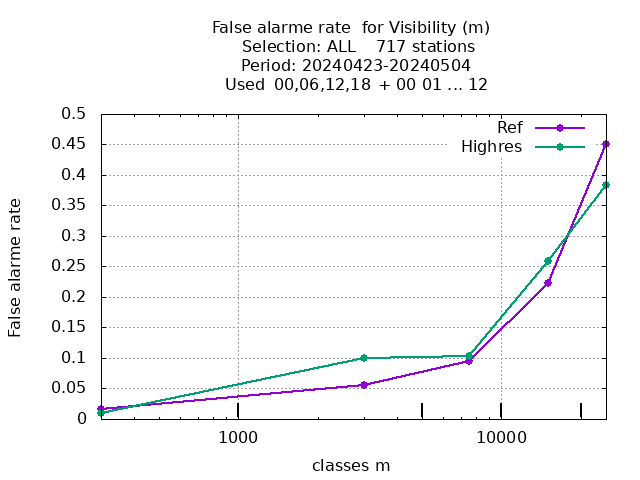 False alarme rate  for Visibility (m)
Selection: ALL    717 stations
Period: 20240423-20240504
Used  00,06,12,18 + 00 01 ... 12
Ref
Highres
0.5
0.45
0.4
0.35
0.3
0.25
0.2
0.15
0.1
0.05
0
False alarme rate
1000
10000
classes m